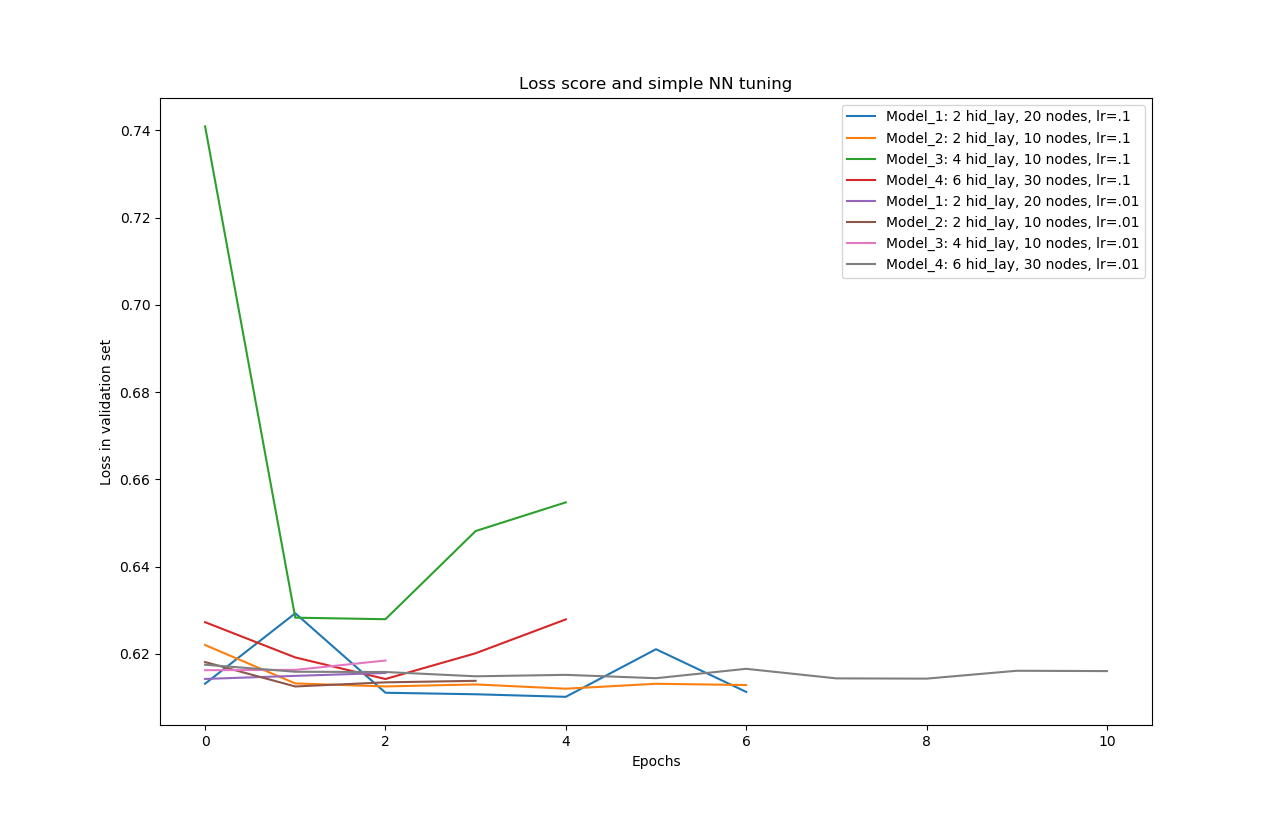 Loss score and simple NN tuning
Model_1: 2 hid_lay, 20 nodes, lr=.1
Model_2: 2 hid_lay, 10 nodes, lr=.1
Model_3: 4 hid_lay, 10 nodes, lr=.1
Model_4: 6 hid_lay, 30 nodes, lr=.1
Model_1: 2 hid_lay, 20 nodes, lr=.01
Model_2: 2 hid_lay, 10 nodes, lr=.01
Model_3: 4 hid_lay, 10 nodes, lr=.01
Model_4: 6 hid_lay, 30 nodes, lr=.01
Loss in validation set
0.74
0.72
0.70
0.68
0.66
0.64
0.62
0 2 4 6 8 10
Epochs